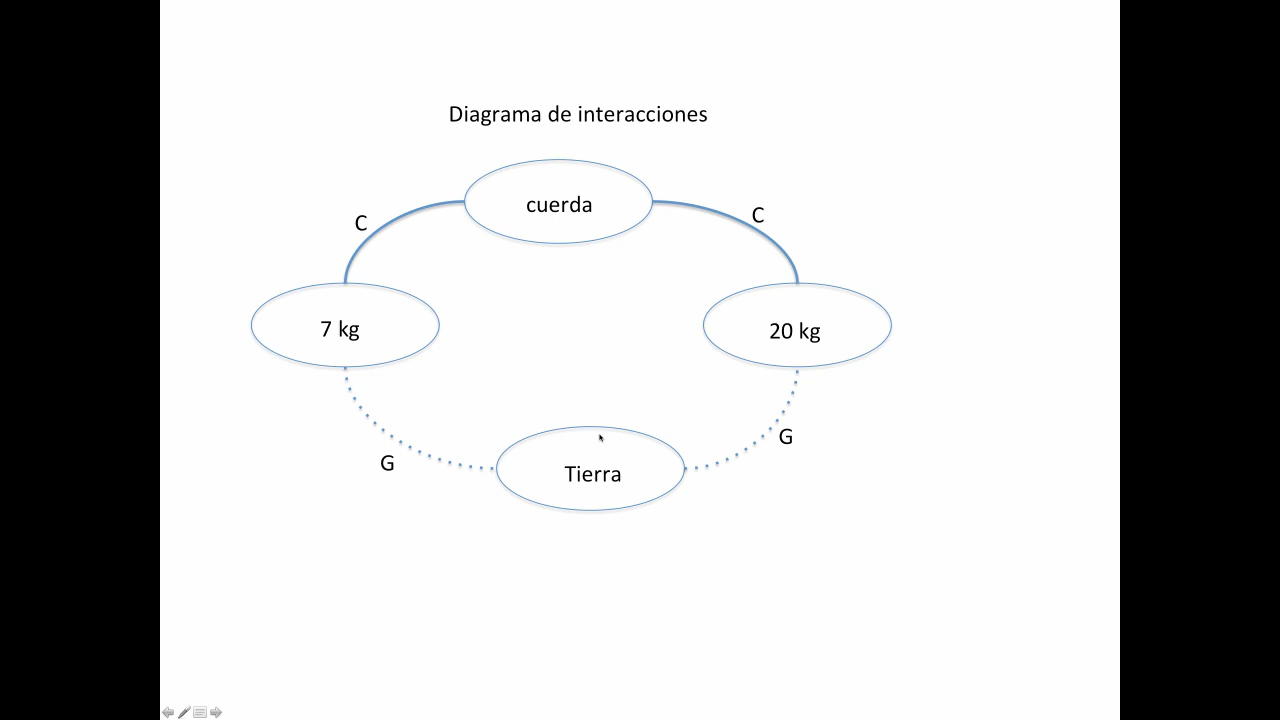 Diagrama de interacciones
cuerda
C
C
7 kg
20 kg
G
G
Tierra